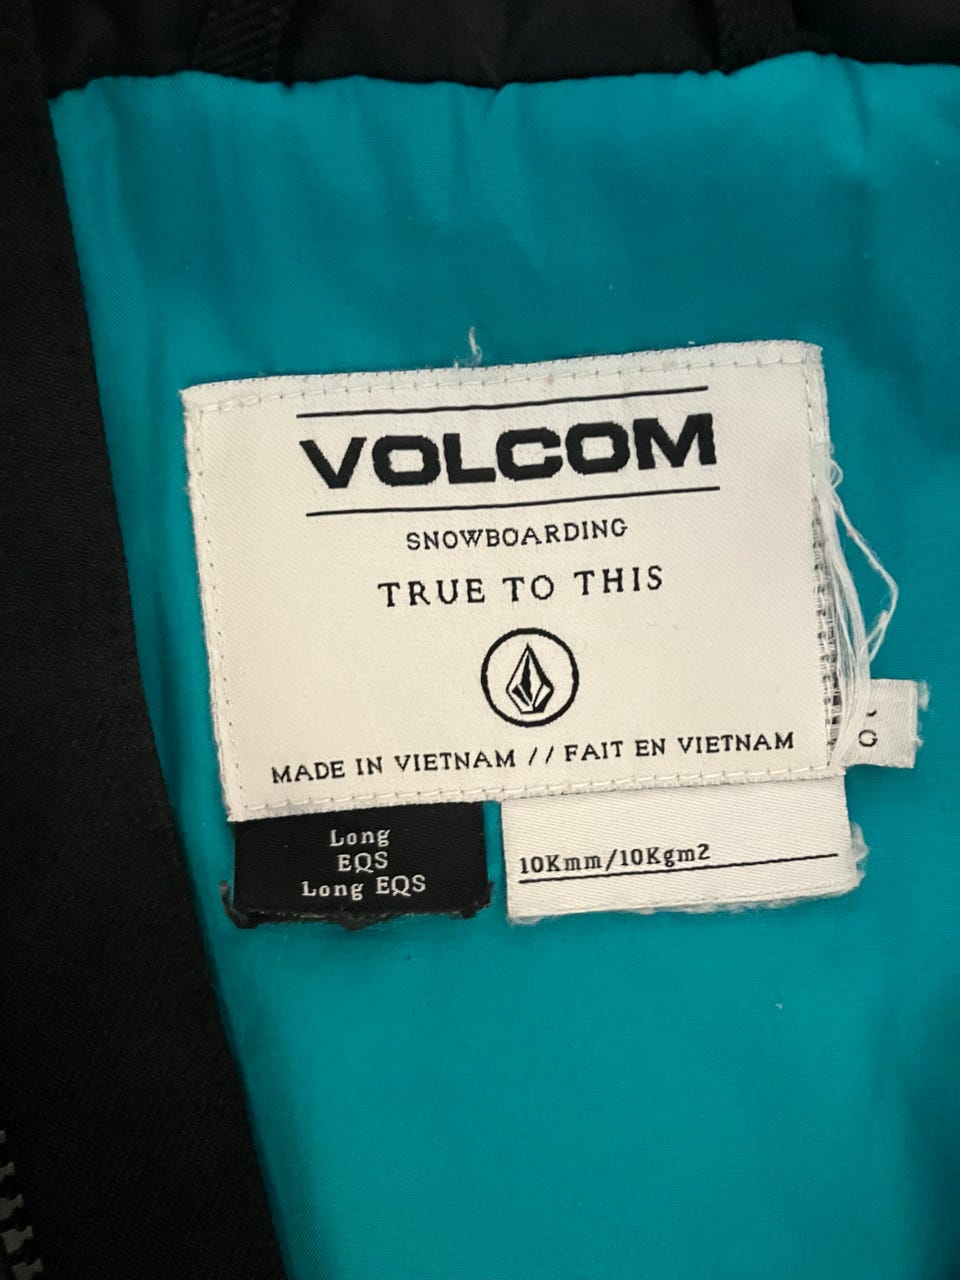 VOLCOM
SNOWBOARDING
TRUE TO THIS
MADE IN VIETNAM // FAIT EN VIETNAM
Long
EQS
Long EQS
10Kmm/10Kgm2